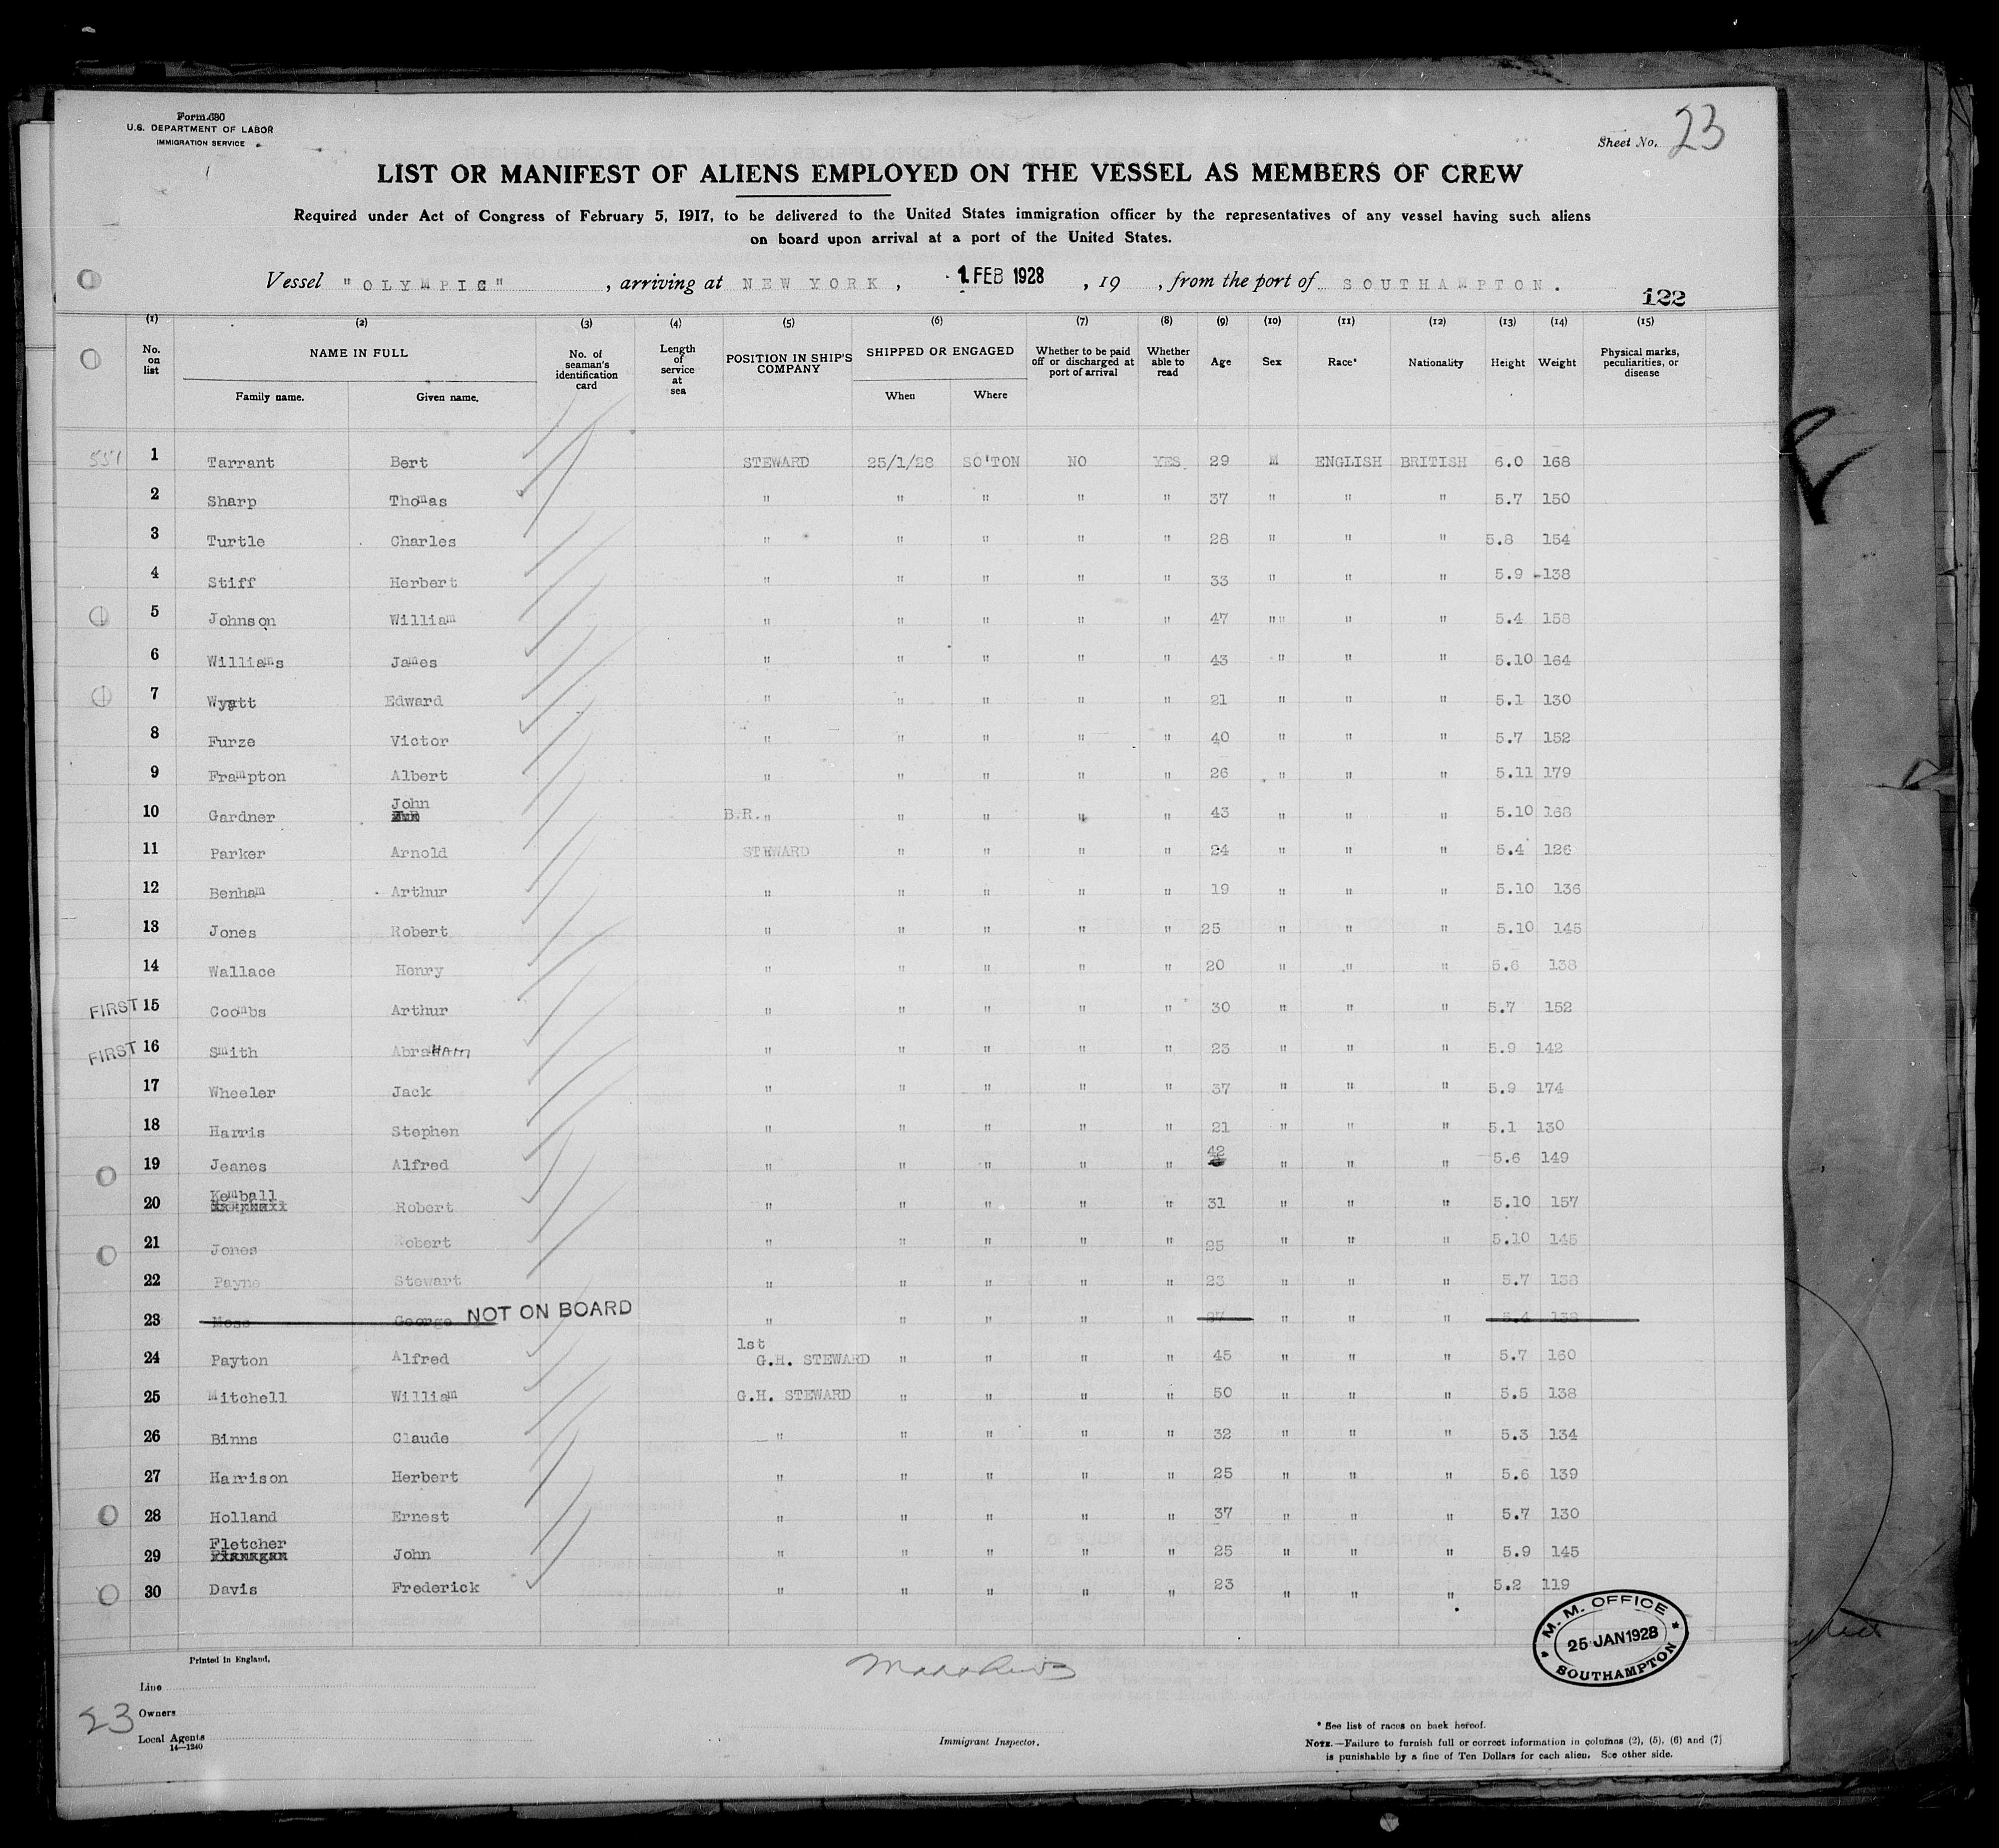 Form 680
U.S. DEPARTMENT OF LABOR
IMMIGRATION SERVICE
Sheet No. 23
LIST OR MANIFEST OF ALIENS EMPLOYED ON THE VESSEL AS MEMBERS OF CREW
Required under Act of Congress of February 5, 1917, to be delivered to the United States immigration officer by the representatives of any vessel having such aliens
on board upon arrival at a port of the United States.
Vessel "OLYMPIC" , arriving at NEW YORK, 1 FEB 1928 , 19 , from the port of SOUTHAMPTON.
122
(1) (2) (3) (4) (5) (6) (7) (8) (9) (10) (11) (12) (13) (14) (15)
No. on list NAME IN FULL Family name. Given name. No. of seaman's identification card Length of service at sea POSITION IN SHIP'S COMPANY SHIPPED OR ENGAGED When Where Whether to be paid off or discharged at port of arrival Whether able to read Age Sex Race* Nationality Height Weight Physical marks, peculiarities, or disease
557 1 Tarrant Bert STEWARD 25/1/28 SO'TON NO YES 29 M ENGLISH BRITISH 6.0 168
2 Sharp Thomas " " " " " 37 " " " 5.7 150
3 Turtle Charles " " " " " 28 " " " 5.8 154
4 Stiff Herbert " " " " " 33 " " " 5.9 -138
5 Johnson William " " " " " 47 "" " " 5.4 158
6 Williams James " " " " " 43 " " " 5.10 164
7 Wyatt Edward " " " " " 21 " " " 5.1 130
8 Furze Victor " " " " " 40 " " " 5.7 152
9 Frampton Albert " " " " " 26 " " " 5.11 179
10 Gardner John B.R. " " " " " 43 " " " 5.10 168
11 Parker Arnold STEWARD " " " " 24 " " " 5.4 126
12 Benham Arthur " " " " " 19 " " " 5.10 136
13 Jones Robert " " " " " 25 " " " 5.10 145
14 Wallace Henry " " " " " 20 " " " 5.6 138
FIRST 15 Coombs Arthur " " " " " 30 " " " 5.7 152
FIRST 16 Smith Abraham " " " " " 23 " " " 5.9 142
17 Wheeler Jack " " " " " 37 " " " 5.9 174
18 Harris Stephen " " " " " 21 " " " 5.1 130
19 Jeanes Alfred " " " " " 42 " " " 5.6 149
20 Kemball Robert " " " " " 31 " " " 5.10 157
21 Jones Robert " " " " " 25 " " " 5.10 145
22 Payne Stewart " " " " " 23 " " " 5.7 138
23 Moss George NOT ON BOARD " " " " " " " " 5.4
24 Payton Alfred 1st G.H. STEWARD " " " " 45 " " " 5.7 160
25 Mitchell William G.H. STEWARD " " " " 50 " " " 5.5 138
26 Binns Claude " " " " " 32 " " " 5.3 134
27 Harrison Herbert " " " " " 25 " " " 5.6 139
28 Holland Ernest " " " " " 37 " " " 5.7 130
29 Fletcher John " " " " " 25 " " " 5.9 145
30 Davis Frederick " " " " " 23 " " " 5.2 119
M. M. OFFICE
25 JAN 1928
SOUTHAMPTON
Printed in England.
Line
23 Owners
Local Agents
14—1240
Immigrant Inspector.
* See list of races on back hereof.
NOTE.—Failure to furnish full or correct information in columns (2), (5), (6) and (7)
is punishable by a fine of Ten Dollars for each alien. See other side.